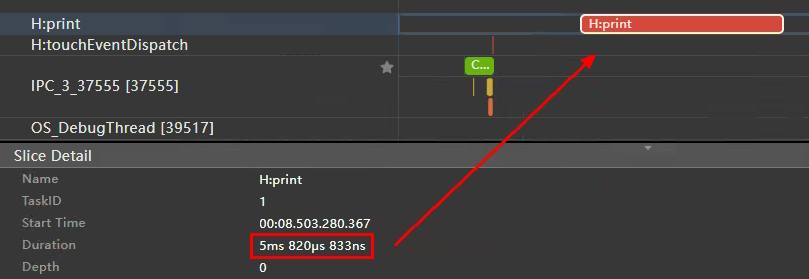 H:print
H:print
H:touchEventDispatch
C...
IPC_3_37555 [37555]
OS_DebugThread [39517]
Slice Detail
Name H:print
TaskID 1
Start Time 00:08.503.280.367
Duration 5ms 820μs 833ns
Depth 0